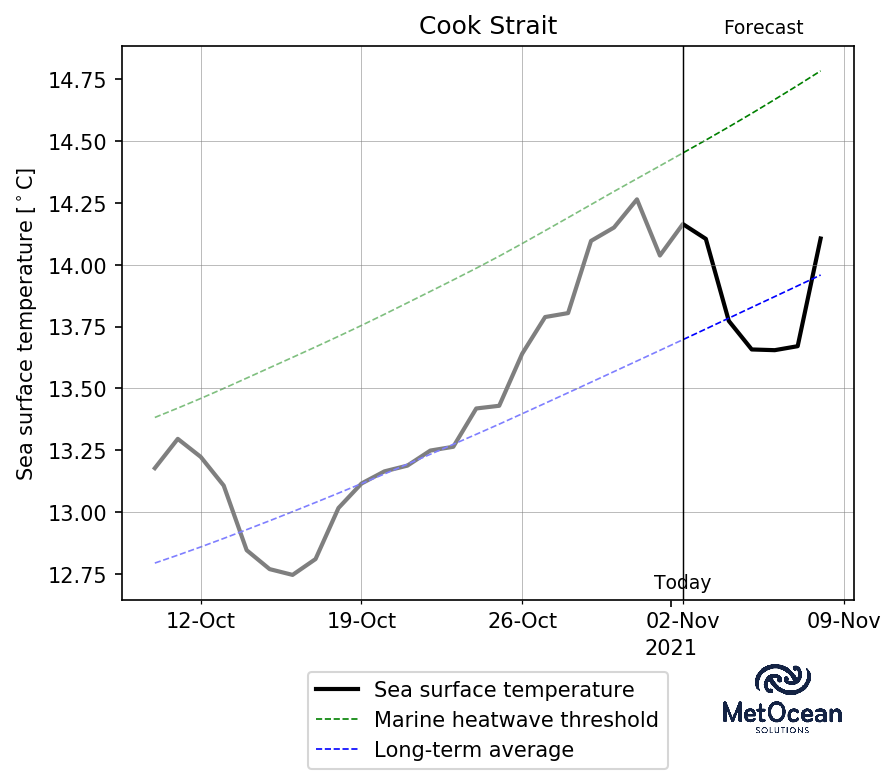 Cook Strait
Forecast
Sea surface temperature [°C]
14.75
14.50
14.25
14.00
13.75
13.50
13.25
13.00
12.75
Today
12-Oct
19-Oct
26-Oct
02-Nov
09-Nov
2021
Sea surface temperature
Marine heatwave threshold
Long-term average
MetOcean
SOLUTIONS